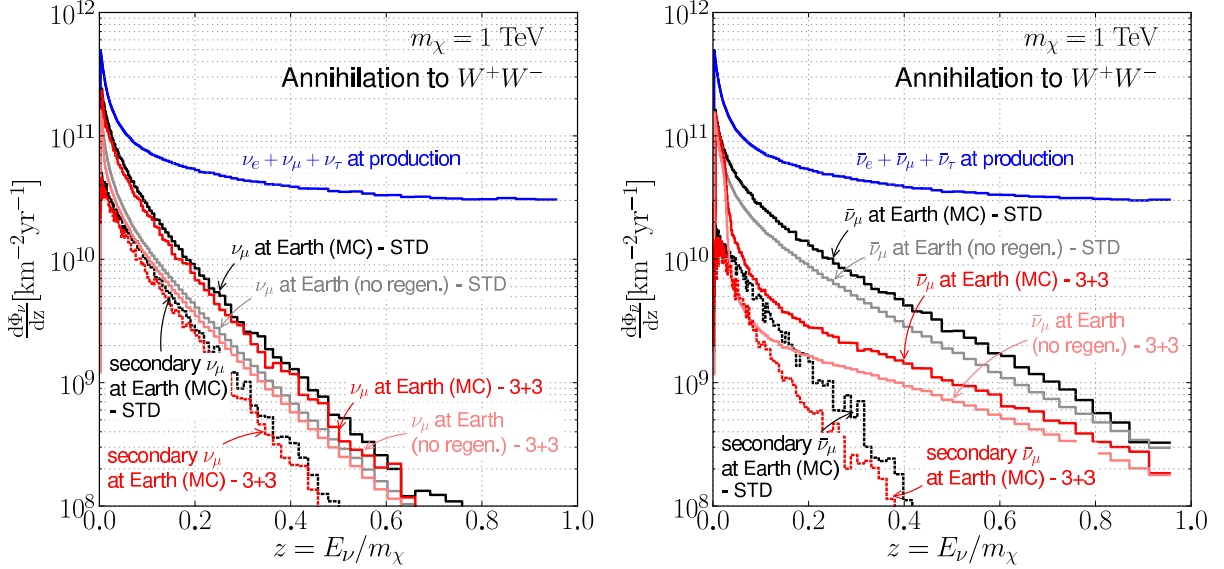 10^12
10^11
10^10
10^9
10^8
dΦ_ν̄/dz [km^−2 yr^−1]
m_χ = 1 TeV
Annihilation to W^+W^−
ν_e + ν_μ + ν_τ at production
ν_μ at Earth (MC) - STD
ν_μ at Earth (no regen.) - STD
secondary ν_μ
at Earth (MC)
- STD
ν_μ at Earth (MC) - 3+3
ν_μ at Earth
(no regen.) - 3+3
secondary ν_μ
at Earth (MC) - 3+3
0.0 0.2 0.4 0.6 0.8 1.0
z = E_ν/m_χ
10^12
10^11
10^10
10^9
10^8
dΦ_ν̄/dz [km^−2 yr^−1]
m_χ = 1 TeV
Annihilation to W^+W^−
ν̄_e + ν̄_μ + ν̄_τ at production
ν̄_μ at Earth (MC) - STD
ν̄_μ at Earth (no regen.) - STD
ν̄_μ at Earth (MC) - 3+3
ν̄_μ at Earth
(no regen.) - 3+3
secondary ν̄_μ
at Earth (MC)
- STD
secondary ν̄_μ
at Earth (MC) - 3+3
0.0 0.2 0.4 0.6 0.8 1.0
z = E_ν/m_χ